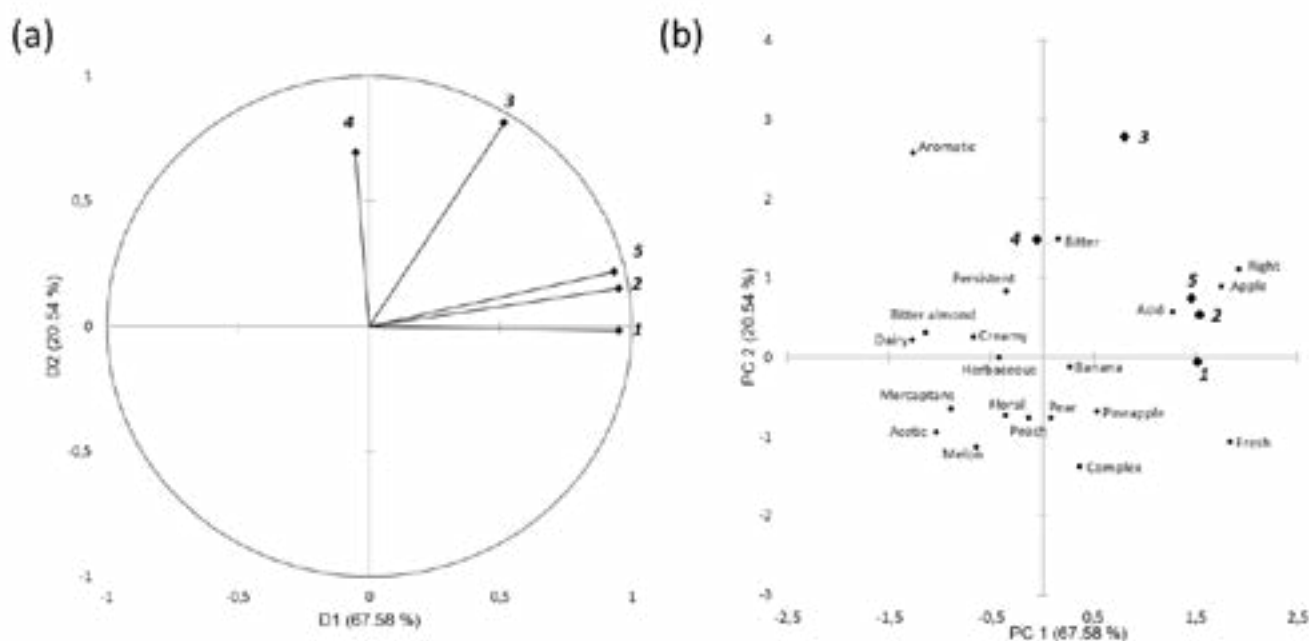 (a)
1
0,5
0
-0,5
-1
D2 (20.54 %)
-1
-0,5
0
0,5
1
D1 (67.58 %)
4
3
5
2
1
(b)
4
3
2
1
0
-1
-2
-3
PC 2 (20.54 %)
-2,5
-1,5
-0,5
0,5
1,5
2,5
PC 1 (67.58 %)
3
Aromatic
4
Bitter
Right
Persistent
5
Apple
Acid
2
Bitter almond
Dairy
Creamy
Herbaceous
Banana
1
Mercaptans
Floral
Pear
Pineapple
Acetic
Peach
Melon
Fresh
Complex